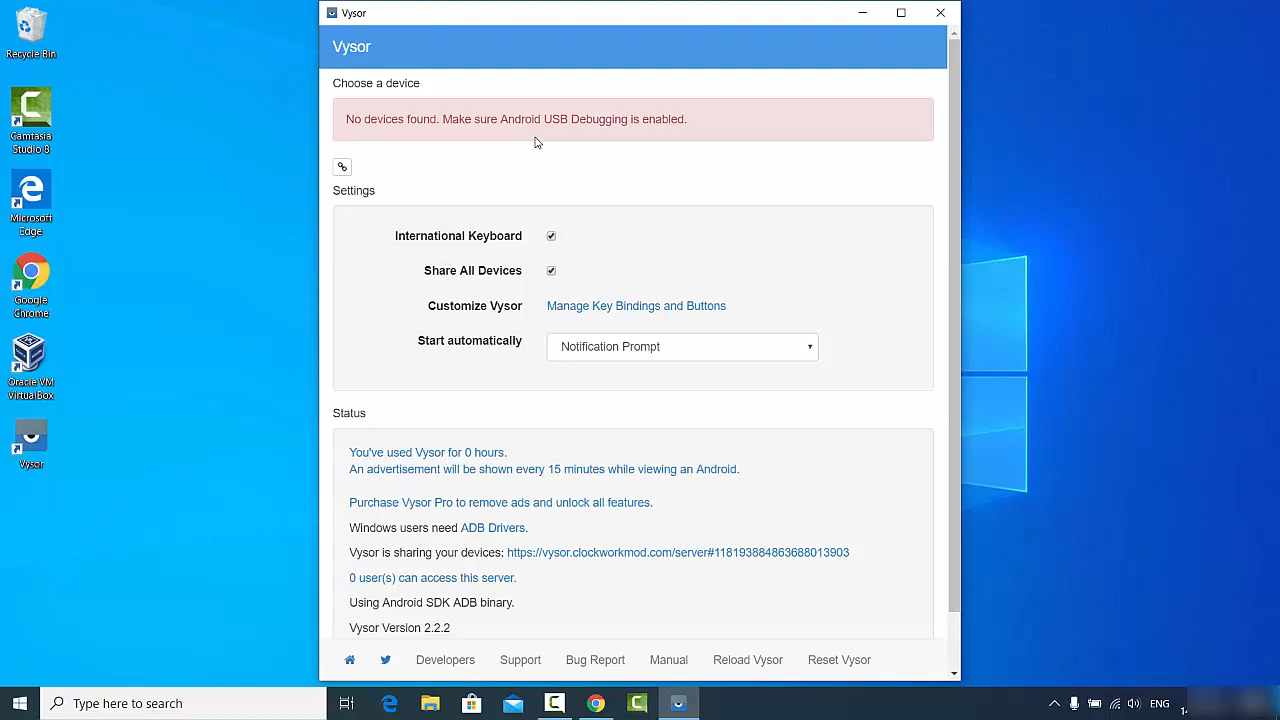 Vysor
Vysor
Choose a device
No devices found. Make sure Android USB Debugging is enabled.
Settings
International Keyboard
Share All Devices
Customize Vysor Manage Key Bindings and Buttons
Start automatically Notification Prompt
Status
You've used Vysor for 0 hours.
An advertisement will be shown every 15 minutes while viewing an Android.
Purchase Vysor Pro to remove ads and unlock all features.
Windows users need ADB Drivers.
Vysor is sharing your devices: https://vysor.clockworkmod.com/server#118193884863688013903
0 user(s) can access this server.
Using Android SDK ADB binary.
Vysor Version 2.2.2
Developers Support Bug Report Manual Reload Vysor Reset Vysor
Recycle Bin
Camtasia
Studio 8
Microsoft
Edge
Google
Chrome
Oracle VM
VirtualBox
Vysor
Type here to search
ENG